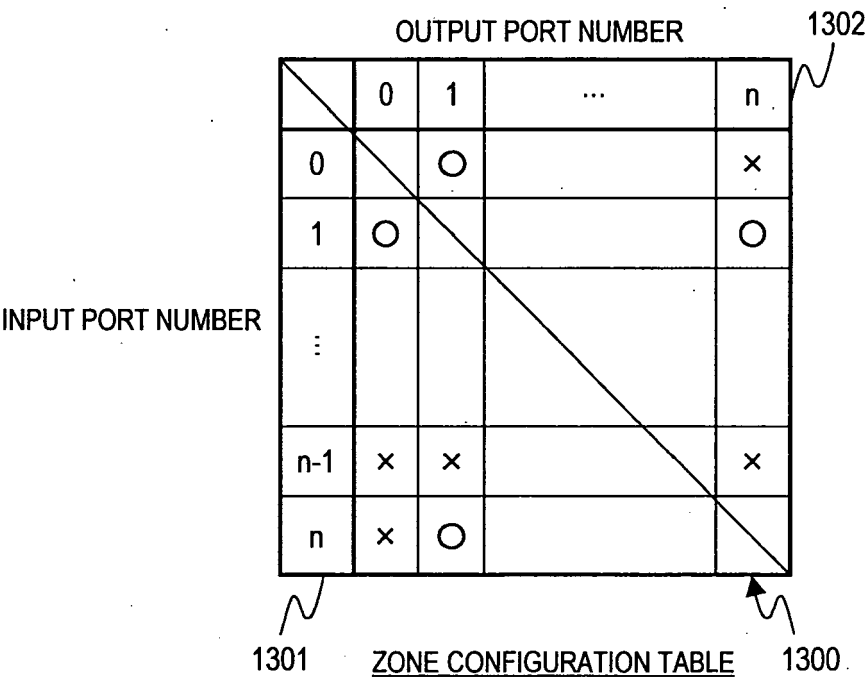 OUTPUT PORT NUMBER
1302
0 1 ... n
0 ○ ×
1 ○ ○
INPUT PORT NUMBER
⋮
n-1 × × ×
n × ○
1301
ZONE CONFIGURATION TABLE
1300